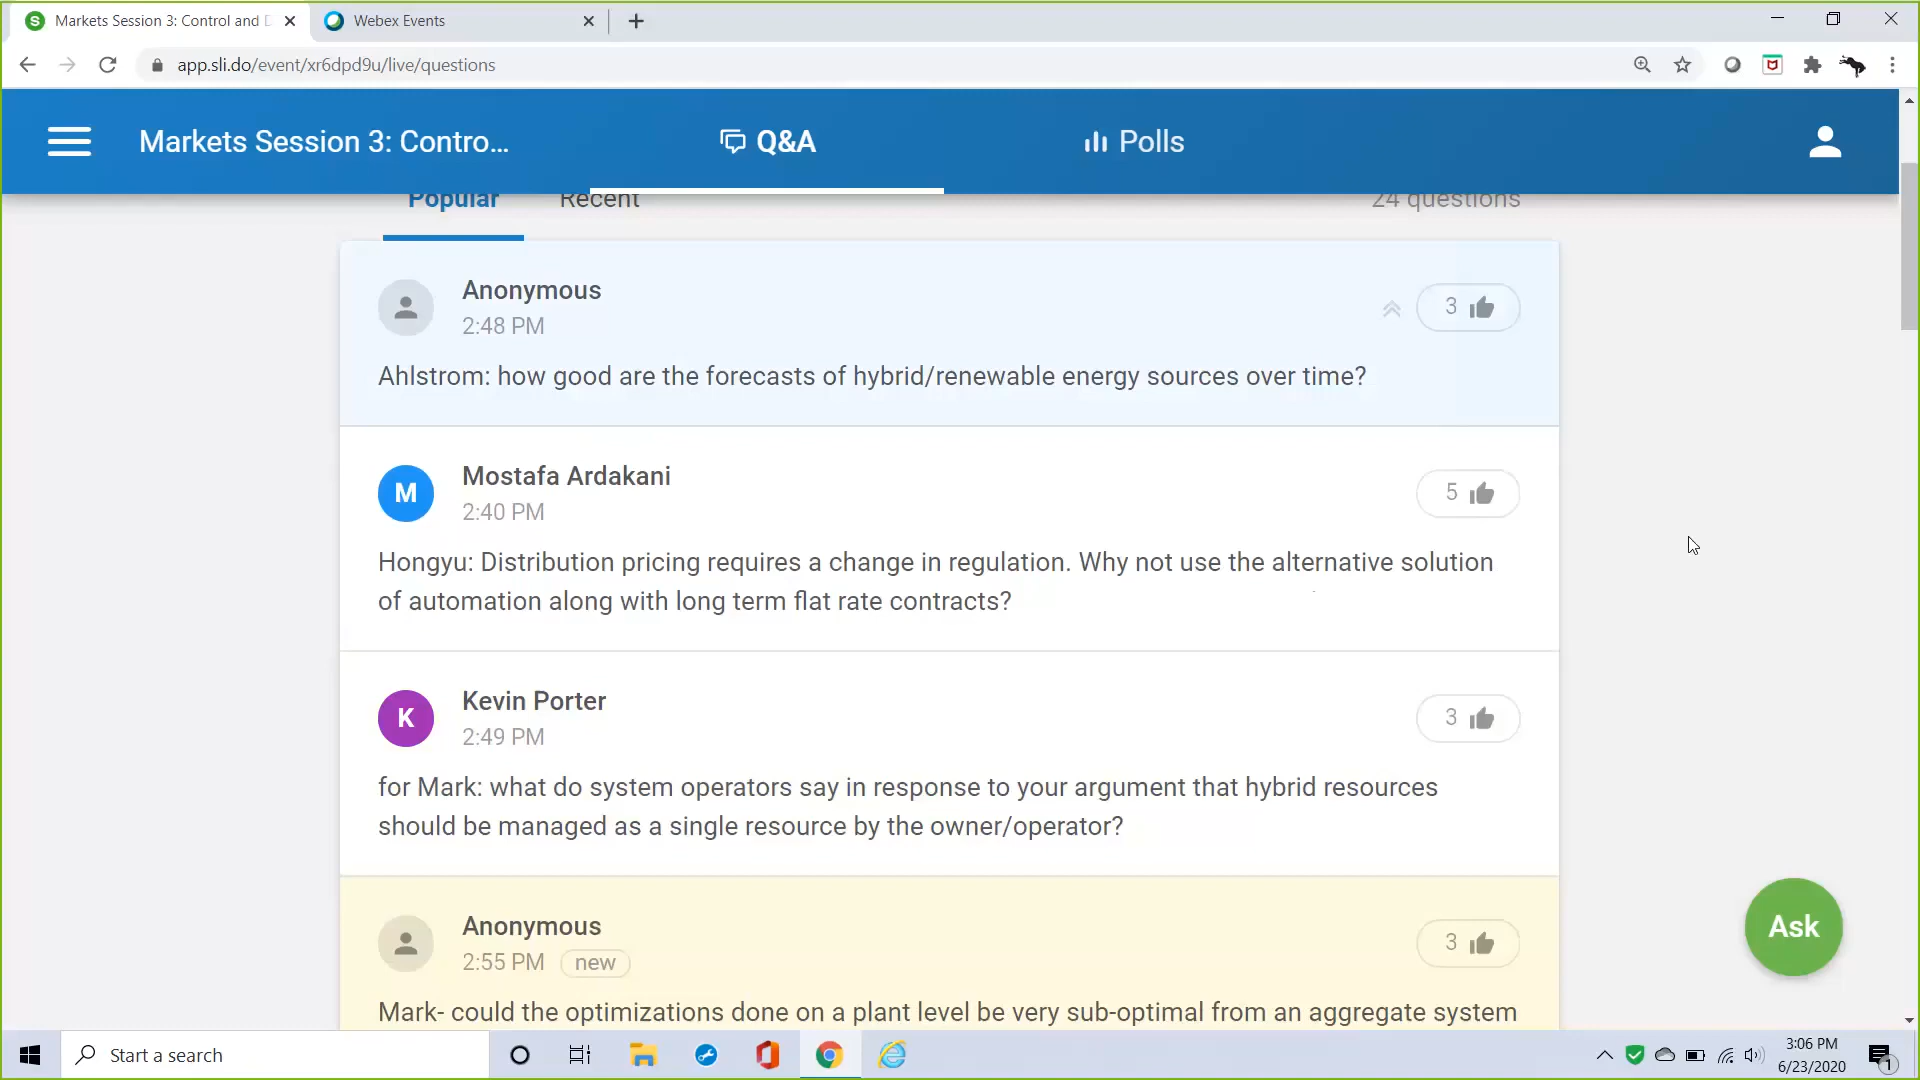 Markets Session 3: Control and D
Webex Events
app.sli.do/event/xr6dpd9u/live/questions
Markets Session 3: Contro...
Q&A
Polls
Popular
Recent
24 questions
Anonymous
2:48 PM
3
Ahlstrom: how good are the forecasts of hybrid/renewable energy sources over time?
M
Mostafa Ardakani
2:40 PM
5
Hongyu: Distribution pricing requires a change in regulation. Why not use the alternative solution
of automation along with long term flat rate contracts?
K
Kevin Porter
2:49 PM
3
for Mark: what do system operators say in response to your argument that hybrid resources
should be managed as a single resource by the owner/operator?
Anonymous
2:55 PM new
3
Mark- could the optimizations done on a plant level be very sub-optimal from an aggregate system
Ask
Start a search
3:06 PM
6/23/2020
1